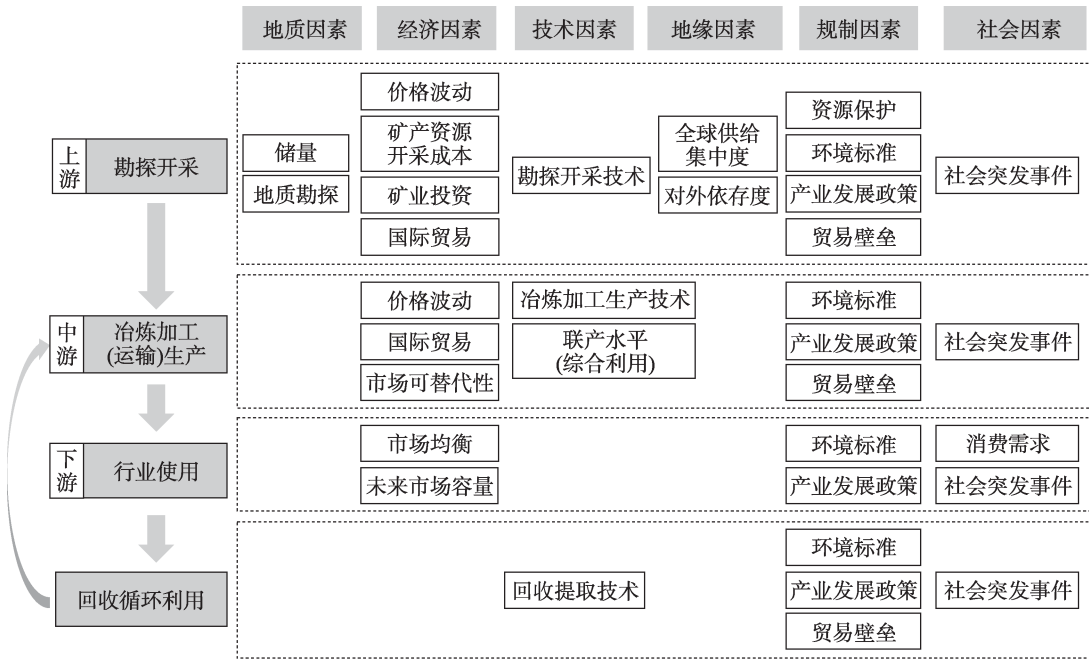 地质因素
经济因素
技术因素
地缘因素
规制因素
社会因素
上游
勘探开采
储量
地质勘探
价格波动
矿产资源
开采成本
矿业投资
国际贸易
勘探开采技术
全球供给
集中度
对外依存度
资源保护
环境标准
产业发展政策
贸易壁垒
社会突发事件
中游
冶炼加工
(运输)生产
价格波动
国际贸易
市场可替代性
冶炼加工生产技术
联产水平
(综合利用)
环境标准
产业发展政策
贸易壁垒
社会突发事件
下游
行业使用
市场均衡
未来市场容量
环境标准
产业发展政策
消费需求
社会突发事件
回收循环利用
回收提取技术
环境标准
产业发展政策
贸易壁垒
社会突发事件